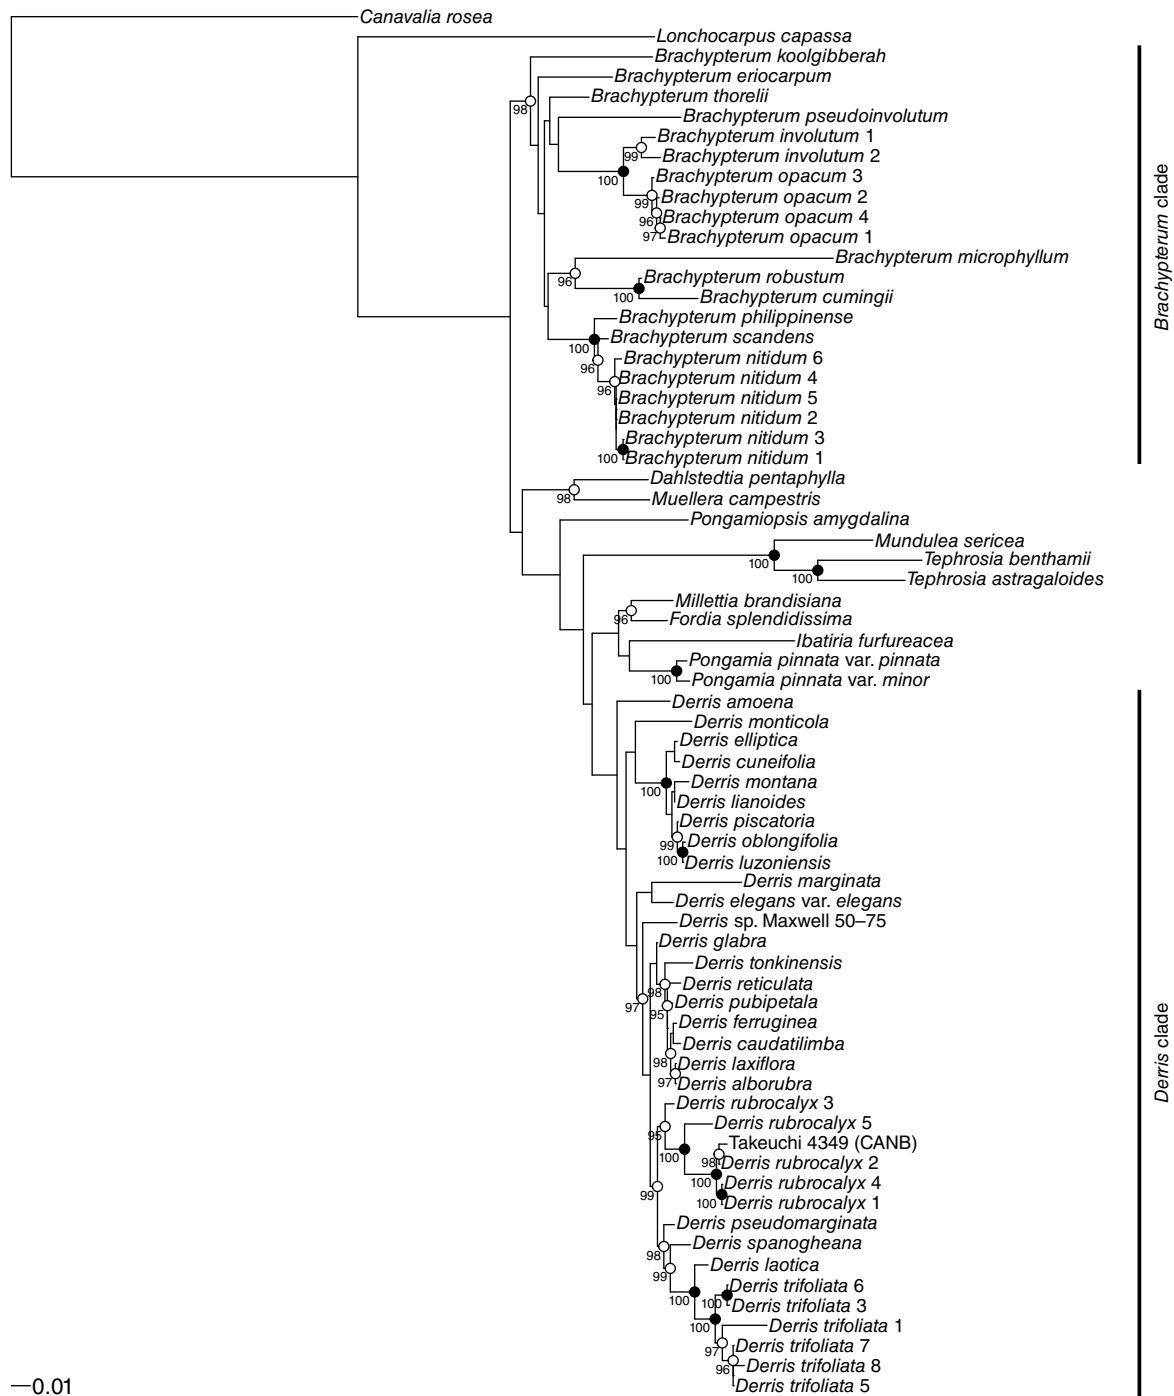 Canavalia rosea
Lonchocarpus capassa
Brachypterum koolgibberah
Brachypterum eriocarpum
Brachypterum thorelii
98
Brachypterum pseudoinvolutum
Brachypterum involutum 1
99
Brachypterum involutum 2
100
Brachypterum opacum 3
Brachypterum opacum 2
99
Brachypterum opacum 4
96
Brachypterum opacum 1
97
Brachypterum microphyllum
Brachypterum robustum
96
Brachypterum cumingii
100
Brachypterum philippinense
Brachypterum scandens
100
Brachypterum nitidum 6
96
Brachypterum nitidum 4
96
Brachypterum nitidum 5
Brachypterum nitidum 2
Brachypterum nitidum 3
Brachypterum nitidum 1
100
Brachypterum clade
Dahlstedtia pentaphylla
98
Muellera campestris
Pongamiopsis amygdalina
Mundulea sericea
100
Tephrosia benthamii
100
Tephrosia astragaloides
Millettia brandisiana
96
Fordia splendidissima
Ibatiria furfureacea
Pongamia pinnata var. pinnata
100
Pongamia pinnata var. minor
Derris amoena
Derris monticola
Derris elliptica
Derris cuneifolia
Derris montana
100
Derris lianoides
Derris piscatoria
Derris oblongifolia
99
Derris luzoniensis
100
Derris marginata
Derris elegans var. elegans
Derris sp. Maxwell 50–75
Derris glabra
Derris tonkinensis
Derris reticulata
98
Derris pubipetala
97
95
Derris ferruginea
Derris caudatilimba
98
Derris laxiflora
Derris alborubra
97
Derris rubrocalyx 3
Derris rubrocalyx 5
95
Takeuchi 4349 (CANB)
100
Derris rubrocalyx 2
98
Derris rubrocalyx 4
100
Derris rubrocalyx 1
100
99
Derris pseudomarginata
Derris spanogheana
98
Derris laotica
99
Derris trifoliata 6
100
Derris trifoliata 3
100
Derris trifoliata 1
100
Derris trifoliata 7
97
Derris trifoliata 8
96
Derris trifoliata 5
Derris clade
0.01